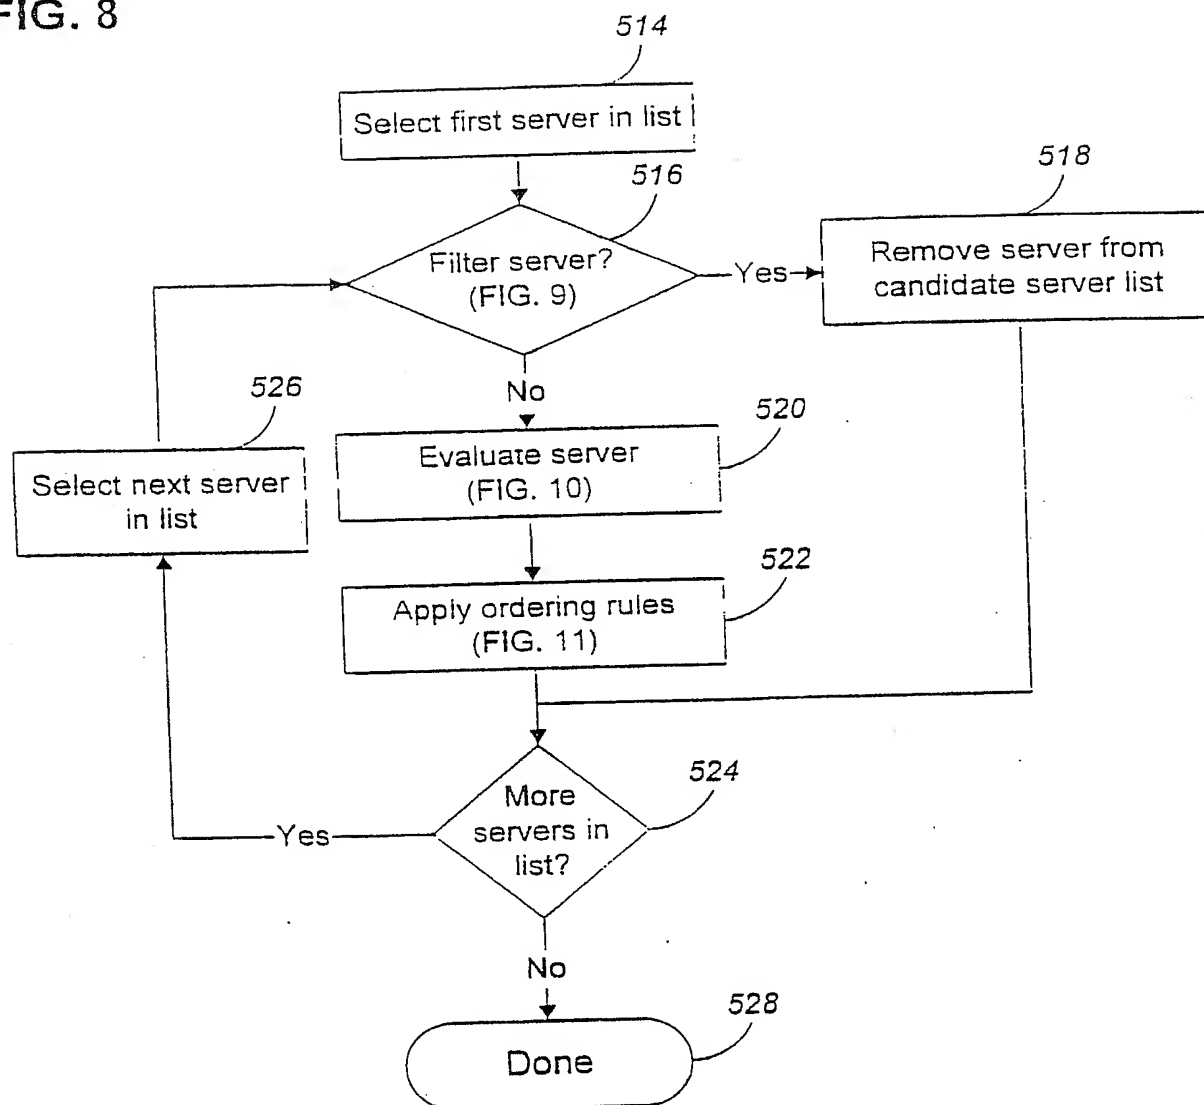 FIG. 8
514
Select first server in list
516
518
Filter server?
(FIG. 9)
Yes
Remove server from
candidate server list
No
526
520
Select next server
in list
Evaluate server
(FIG. 10)
522
Apply ordering rules
(FIG. 11)
524
More
servers in
list?
Yes
No
528
Done